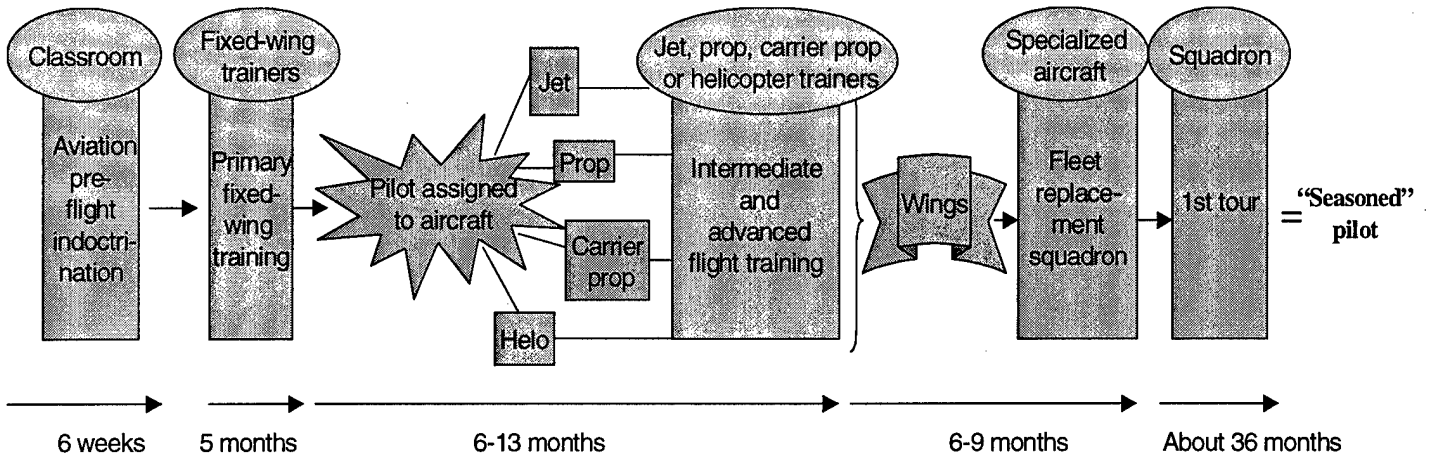 Classroom
Aviation
pre-
flight
indoctri-
nation
Fixed-wing
trainers
Primary
fixed-
wing
training
Pilot assigned
to aircraft
Jet
Prop
Carrier
prop
Helo
Jet, prop, carrier prop
or helicopter trainers
Intermediate
and
advanced
flight training
Wings
Specialized
aircraft
Fleet
replace-
ment
squadron
Squadron
1st tour
= “Seasoned”
pilot
6 weeks
5 months
6-13 months
6-9 months
About 36 months